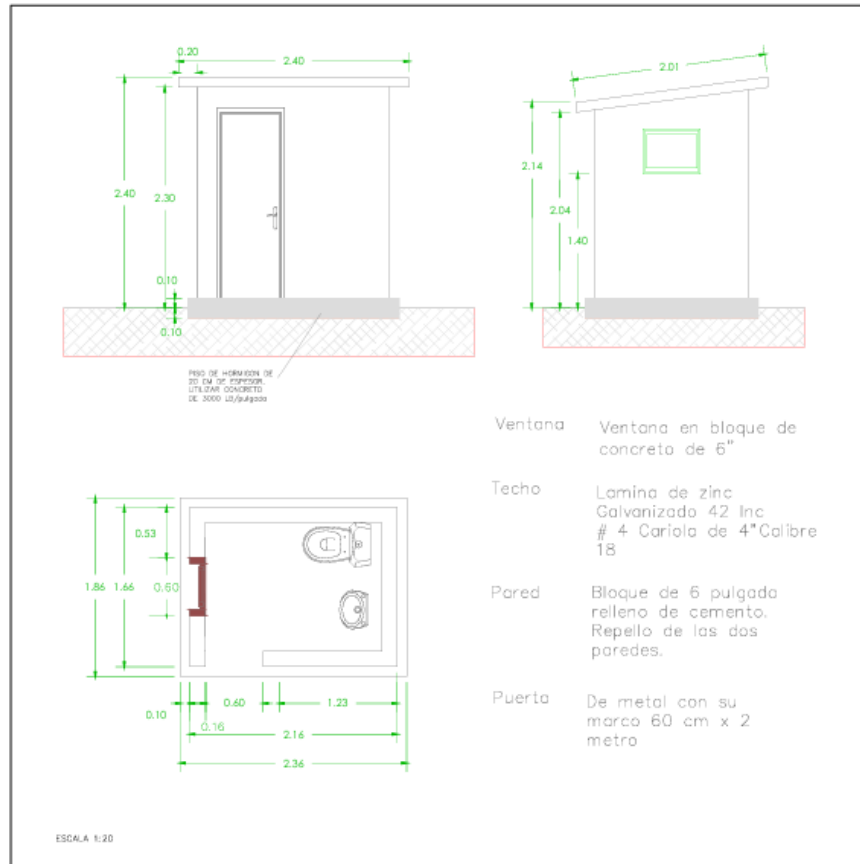 0.20
2.40
2.40
2.30
0.10
0.10
PISO DE HORMIGON DE
20 CM DE ESPESOR.
UTILIZAR CONCRETO
DE 3000 LB/pulgada
2.01
2.14
2.04
1.40
Ventana
Ventana en bloque de
concreto de 6"
Techo
Lamina de zinc
Galvanizado 42 Inc
# 4 Cariola de 4" Calibre
18
Pared
Bloque de 6 pulgada
relleno de cemento.
Repello de las dos
paredes.
Puerta
De metal con su
marco 60 cm x 2
metro
0.53
1.86
1.66
0.60
0.10
0.16
0.60
1.23
2.16
2.36
ESCALA 1:20